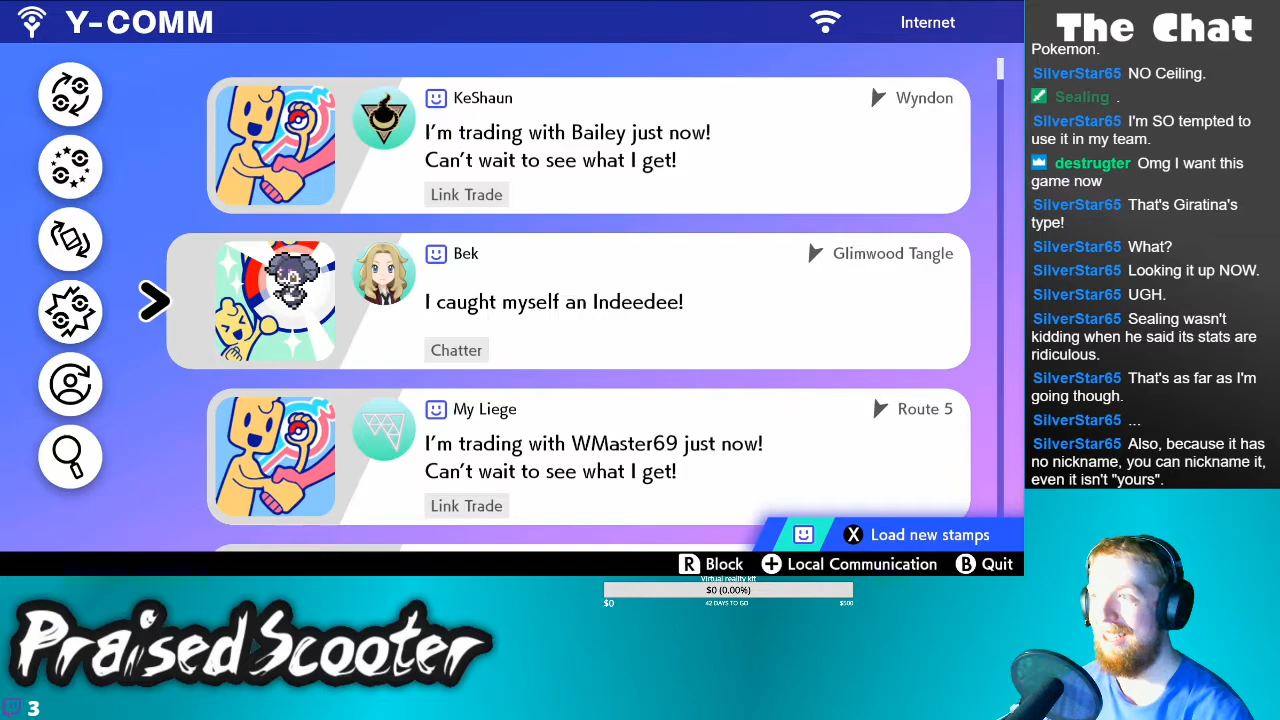 Y-COMM
Internet
KeShaun
Wyndon
I'm trading with Bailey just now!
Can't wait to see what I get!
Link Trade
Bek
Glimwood Tangle
I caught myself an Indeedee!
Chatter
My Liege
Route 5
I'm trading with WMaster69 just now!
Can't wait to see what I get!
Link Trade
X Load new stamps
R Block
+ Local Communication
B Quit
The Chat
Pokemon.
SilverStar65 NO Ceiling.
Sealing .
SilverStar65 I'm SO tempted to
use it in my team.
destrugter Omg I want this
game now
SilverStar65 That's Giratina's
type!
SilverStar65 What?
SilverStar65 Looking it up NOW.
SilverStar65 UGH.
SilverStar65 Sealing wasn't
kidding when he said its stats are
ridiculous.
SilverStar65 That's as far as I'm
going though.
SilverStar65 ...
SilverStar65 Also, because it has
no nickname, you can nickname it,
even it isn't "yours".
Virtual reality kit
$0 (0.00%)
$0
42 DAYS TO GO
$500
PraisedScooter
3